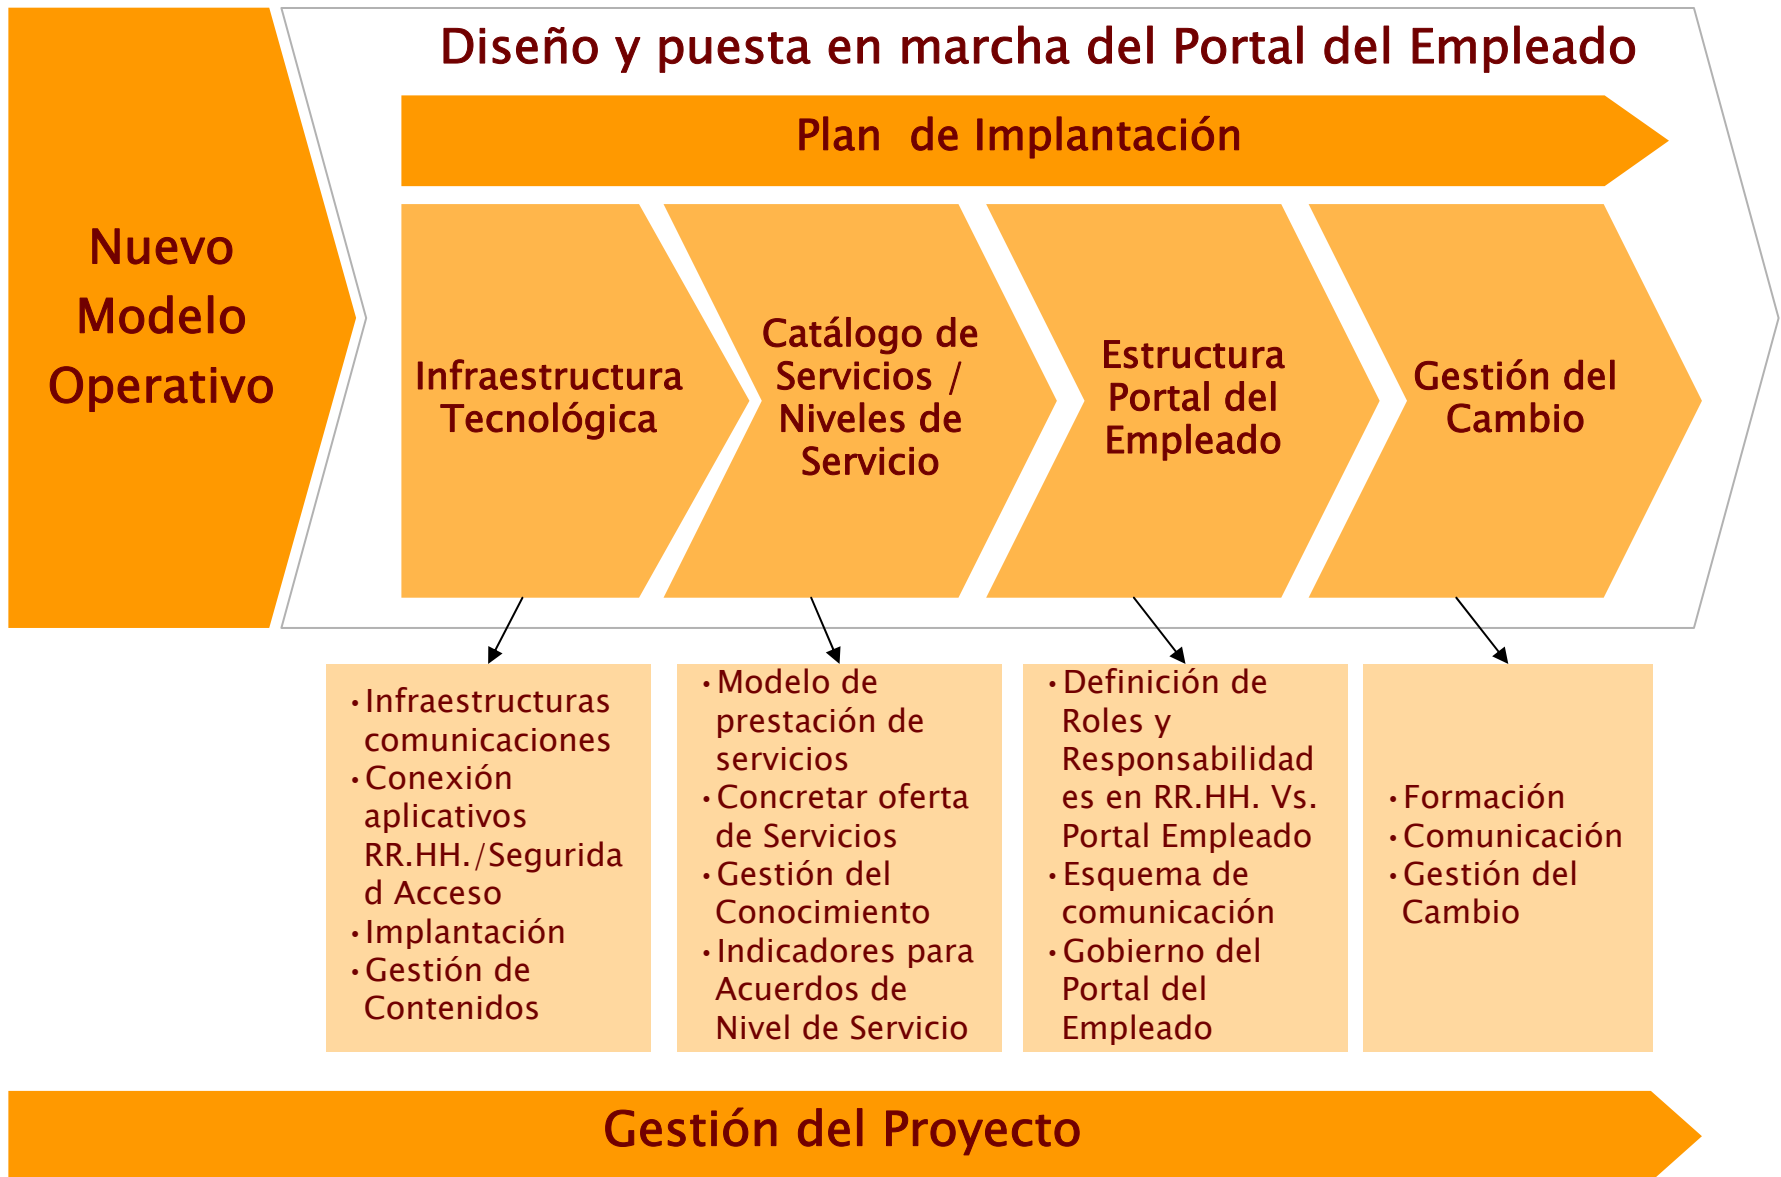 Diseño y puesta en marcha del Portal del Empleado
Plan  de Implantación
Nuevo
Modelo
Operativo
Infraestructura
Tecnológica
Catálogo de
Servicios /
Niveles de
Servicio
Estructura
Portal del
Empleado
Gestión del
Cambio
·Infraestructuras
comunicaciones
·Conexión
aplicativos
RR.HH./Segurida
d Acceso
·Implantación
·Gestión de
Contenidos
·Modelo de
prestación de
servicios
·Concretar oferta
de Servicios
·Gestión del
Conocimiento
·Indicadores para
Acuerdos de
Nivel de Servicio
·Definición de
Roles y
Responsabilidad
es en RR.HH. Vs.
Portal Empleado
·Esquema de
comunicación
·Gobierno del
Portal del
Empleado
·Formación
·Comunicación
·Gestión del
Cambio
Gestión del Proyecto